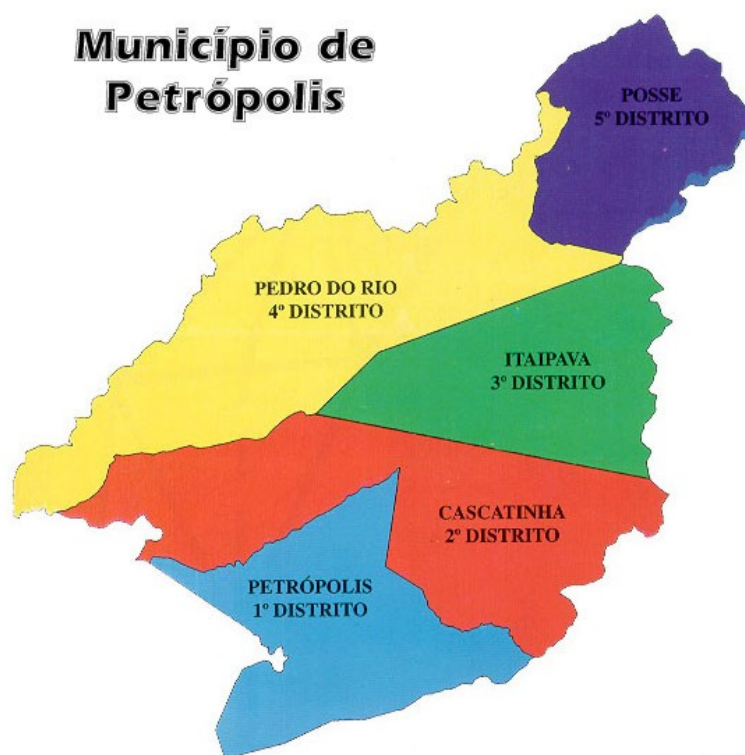 Município de
Petrópolis
POSSE
5º DISTRITO
PEDRO DO RIO
4º DISTRITO
ITAIPAVA
3º DISTRITO
CASCATINHA
2º DISTRITO
PETRÓPOLIS
1º DISTRITO